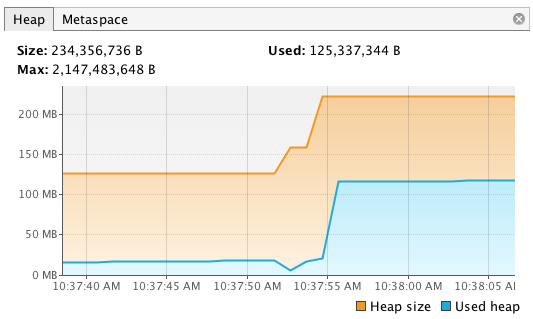 Heap Metaspace
Size: 234,356,736 B Used: 125,337,344 B
Max: 2,147,483,648 B
200 MB
150 MB
100 MB
50 MB
0 MB
10:37:40 AM 10:37:45 AM 10:37:50 AM 10:37:55 AM 10:38:00 AM 10:38:05 AM
Heap size Used heap